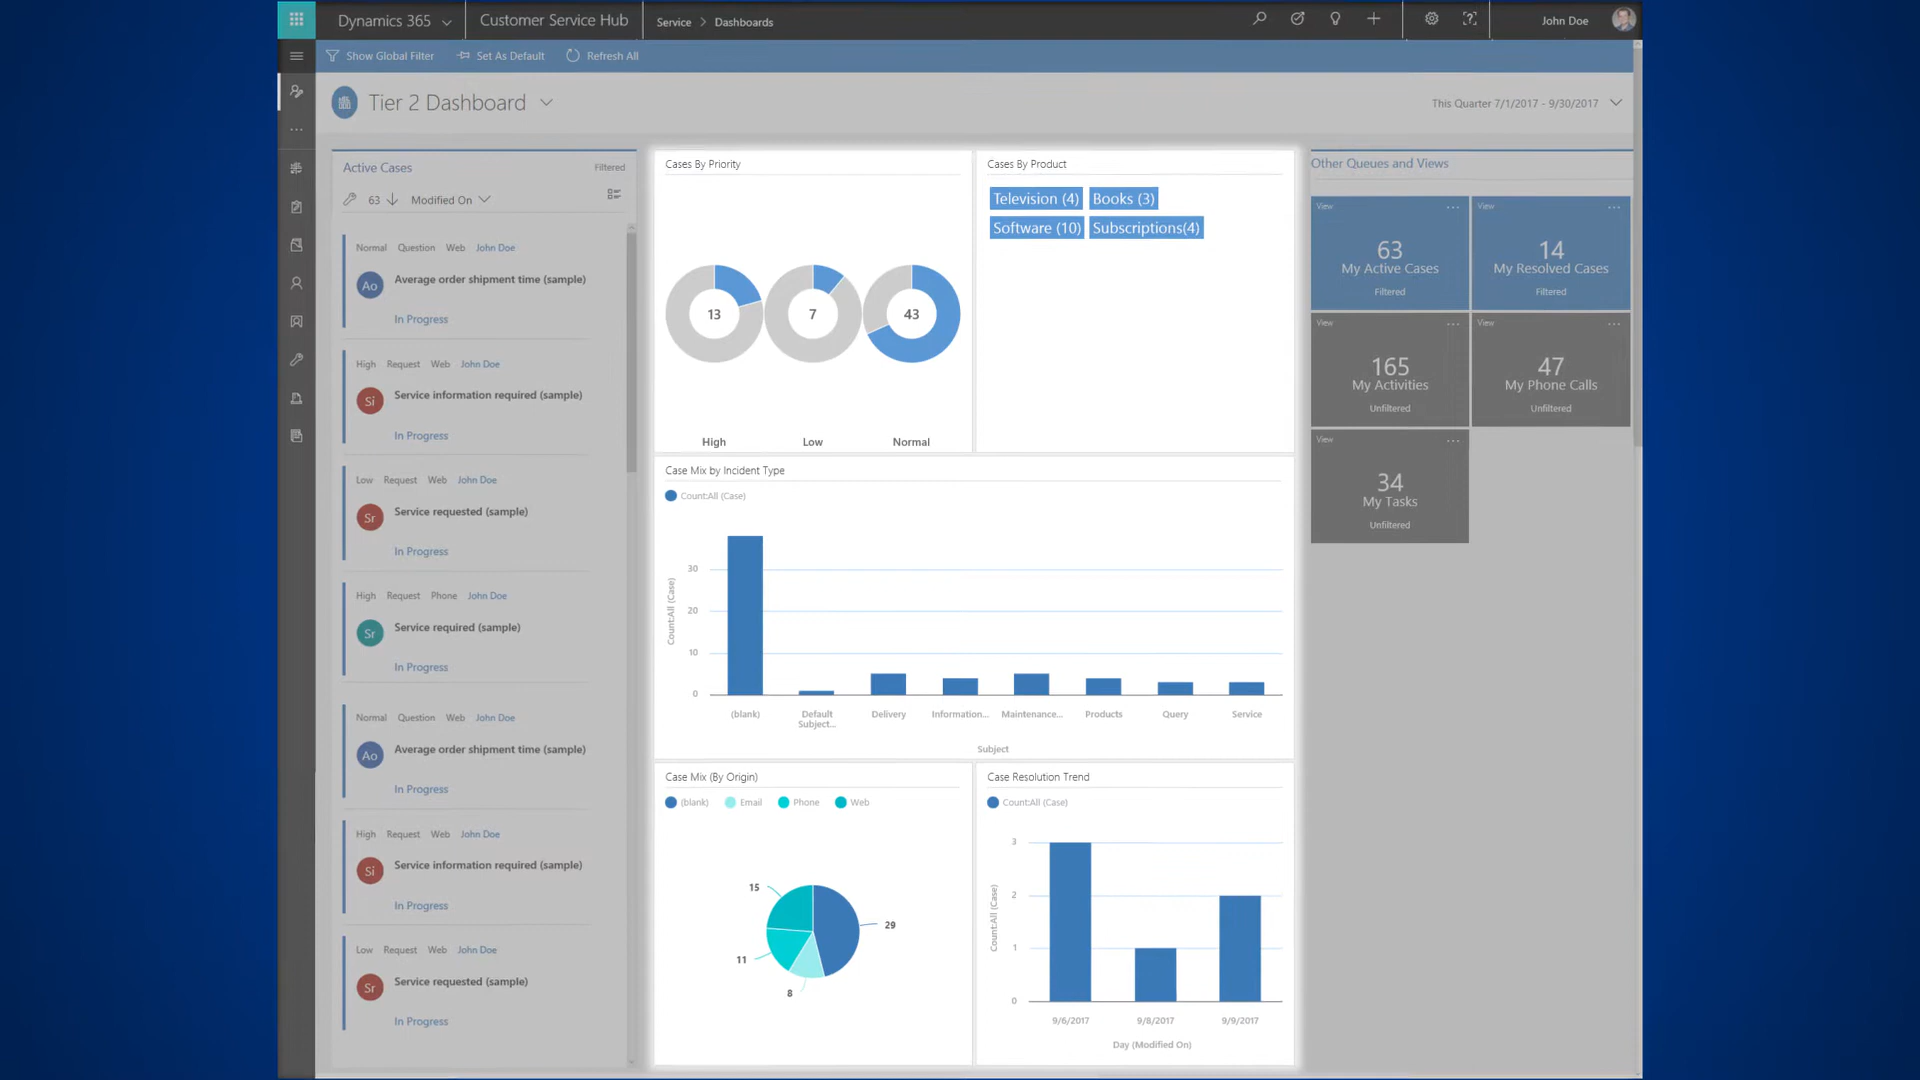 Dynamics 365
Customer Service Hub
Service > Dashboards
John Doe
Show Global Filter
Set As Default
Refresh All
Tier 2 Dashboard
This Quarter 7/1/2017 - 9/30/2017
Active Cases
Filtered
63
Modified On
Normal Question Web John Doe
Ao
Average order shipment time (sample)
In Progress
High Request Web John Doe
Si
Service information required (sample)
In Progress
Low Request Web John Doe
Sr
Service requested (sample)
In Progress
High Request Phone John Doe
Sr
Service required (sample)
In Progress
Normal Question Web John Doe
Ao
Average order shipment time (sample)
In Progress
High Request Web John Doe
Si
Service information required (sample)
In Progress
Low Request Web John Doe
Sr
Service requested (sample)
In Progress
Cases By Priority
13
7
43
High
Low
Normal
Cases By Product
Television (4)
Books (3)
Software (10)
Subscriptions(4)
Case Mix by Incident Type
Count:All (Case)
Count:All (Case)
30
20
10
0
(blank)
Default
Subject...
Delivery
Information...
Maintenance...
Products
Query
Service
Subject
Case Mix (By Origin)
(blank)
Email
Phone
Web
15
29
11
8
Case Resolution Trend
Count:All (Case)
Count:All (Case)
3
2
1
0
9/6/2017
9/8/2017
9/9/2017
Day (Modified On)
Other Queues and Views
View ...
63
My Active Cases
Filtered
View ...
14
My Resolved Cases
Filtered
View ...
165
My Activities
Unfiltered
View ...
47
My Phone Calls
Unfiltered
View ...
34
My Tasks
Unfiltered